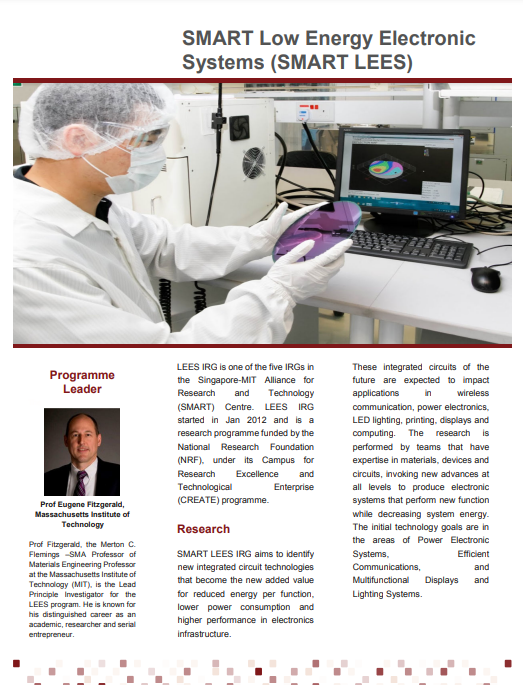 SMART Low Energy Electronic
Systems (SMART LEES)
Programme
Leader
Prof Eugene Fitzgerald,
Massachusetts Institute of
Technology
Prof Fitzgerald, the Merton C.
Flemings –SMA Professor of
Materials Engineering Professor
at the Massachusetts Institute of
Technology (MIT), is the Lead
Principle Investigator for the
LEES program. He is known for
his distinguished career as an
academic, researcher and serial
entrepreneur.
LEES IRG is one of the five IRGs in
the Singapore-MIT Alliance for
Research and Technology
(SMART) Centre. LEES IRG
started in Jan 2012 and is a
research programme funded by the
National Research Foundation
(NRF), under its Campus for
Research Excellence and
Technological Enterprise
(CREATE) programme.
Research
SMART LEES IRG aims to identify
new integrated circuit technologies
that become the new added value
for reduced energy per function,
lower power consumption and
higher performance in electronics
infrastructure.
These integrated circuits of the
future are expected to impact
applications in wireless
communication, power electronics,
LED lighting, printing, displays and
computing. The research is
performed by teams that have
expertise in materials, devices and
circuits, invoking new advances at
all levels to produce electronic
systems that perform new function
while decreasing system energy.
The initial technology goals are in
the areas of Power Electronic
Systems, Efficient
Communications, and
Multifunctional Displays and
Lighting Systems.